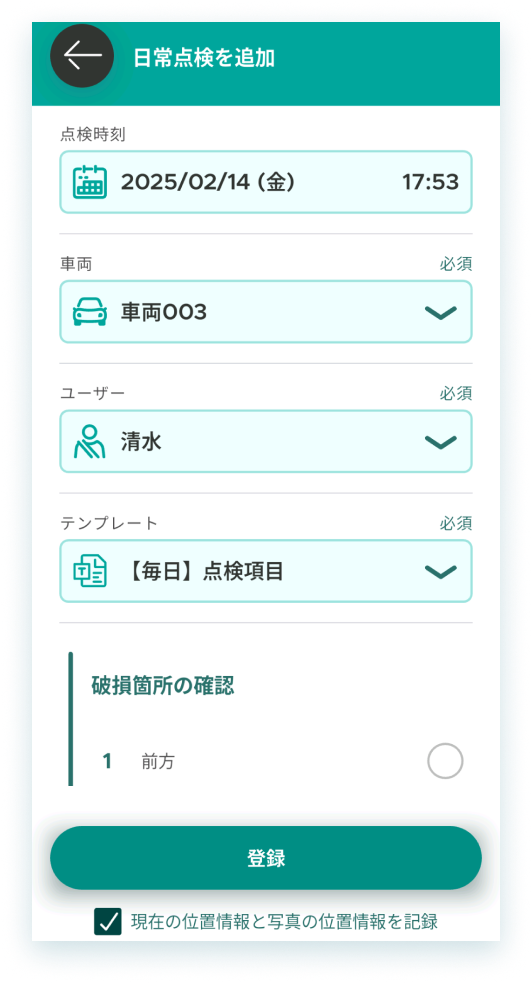 日常点検を追加
点検時刻
2025/02/14 (金) 17:53
車両 必須
車両003
ユーザー 必須
清水
テンプレート 必須
【毎日】点検項目
破損箇所の確認
1 前方
登録
現在の位置情報と写真の位置情報を記録